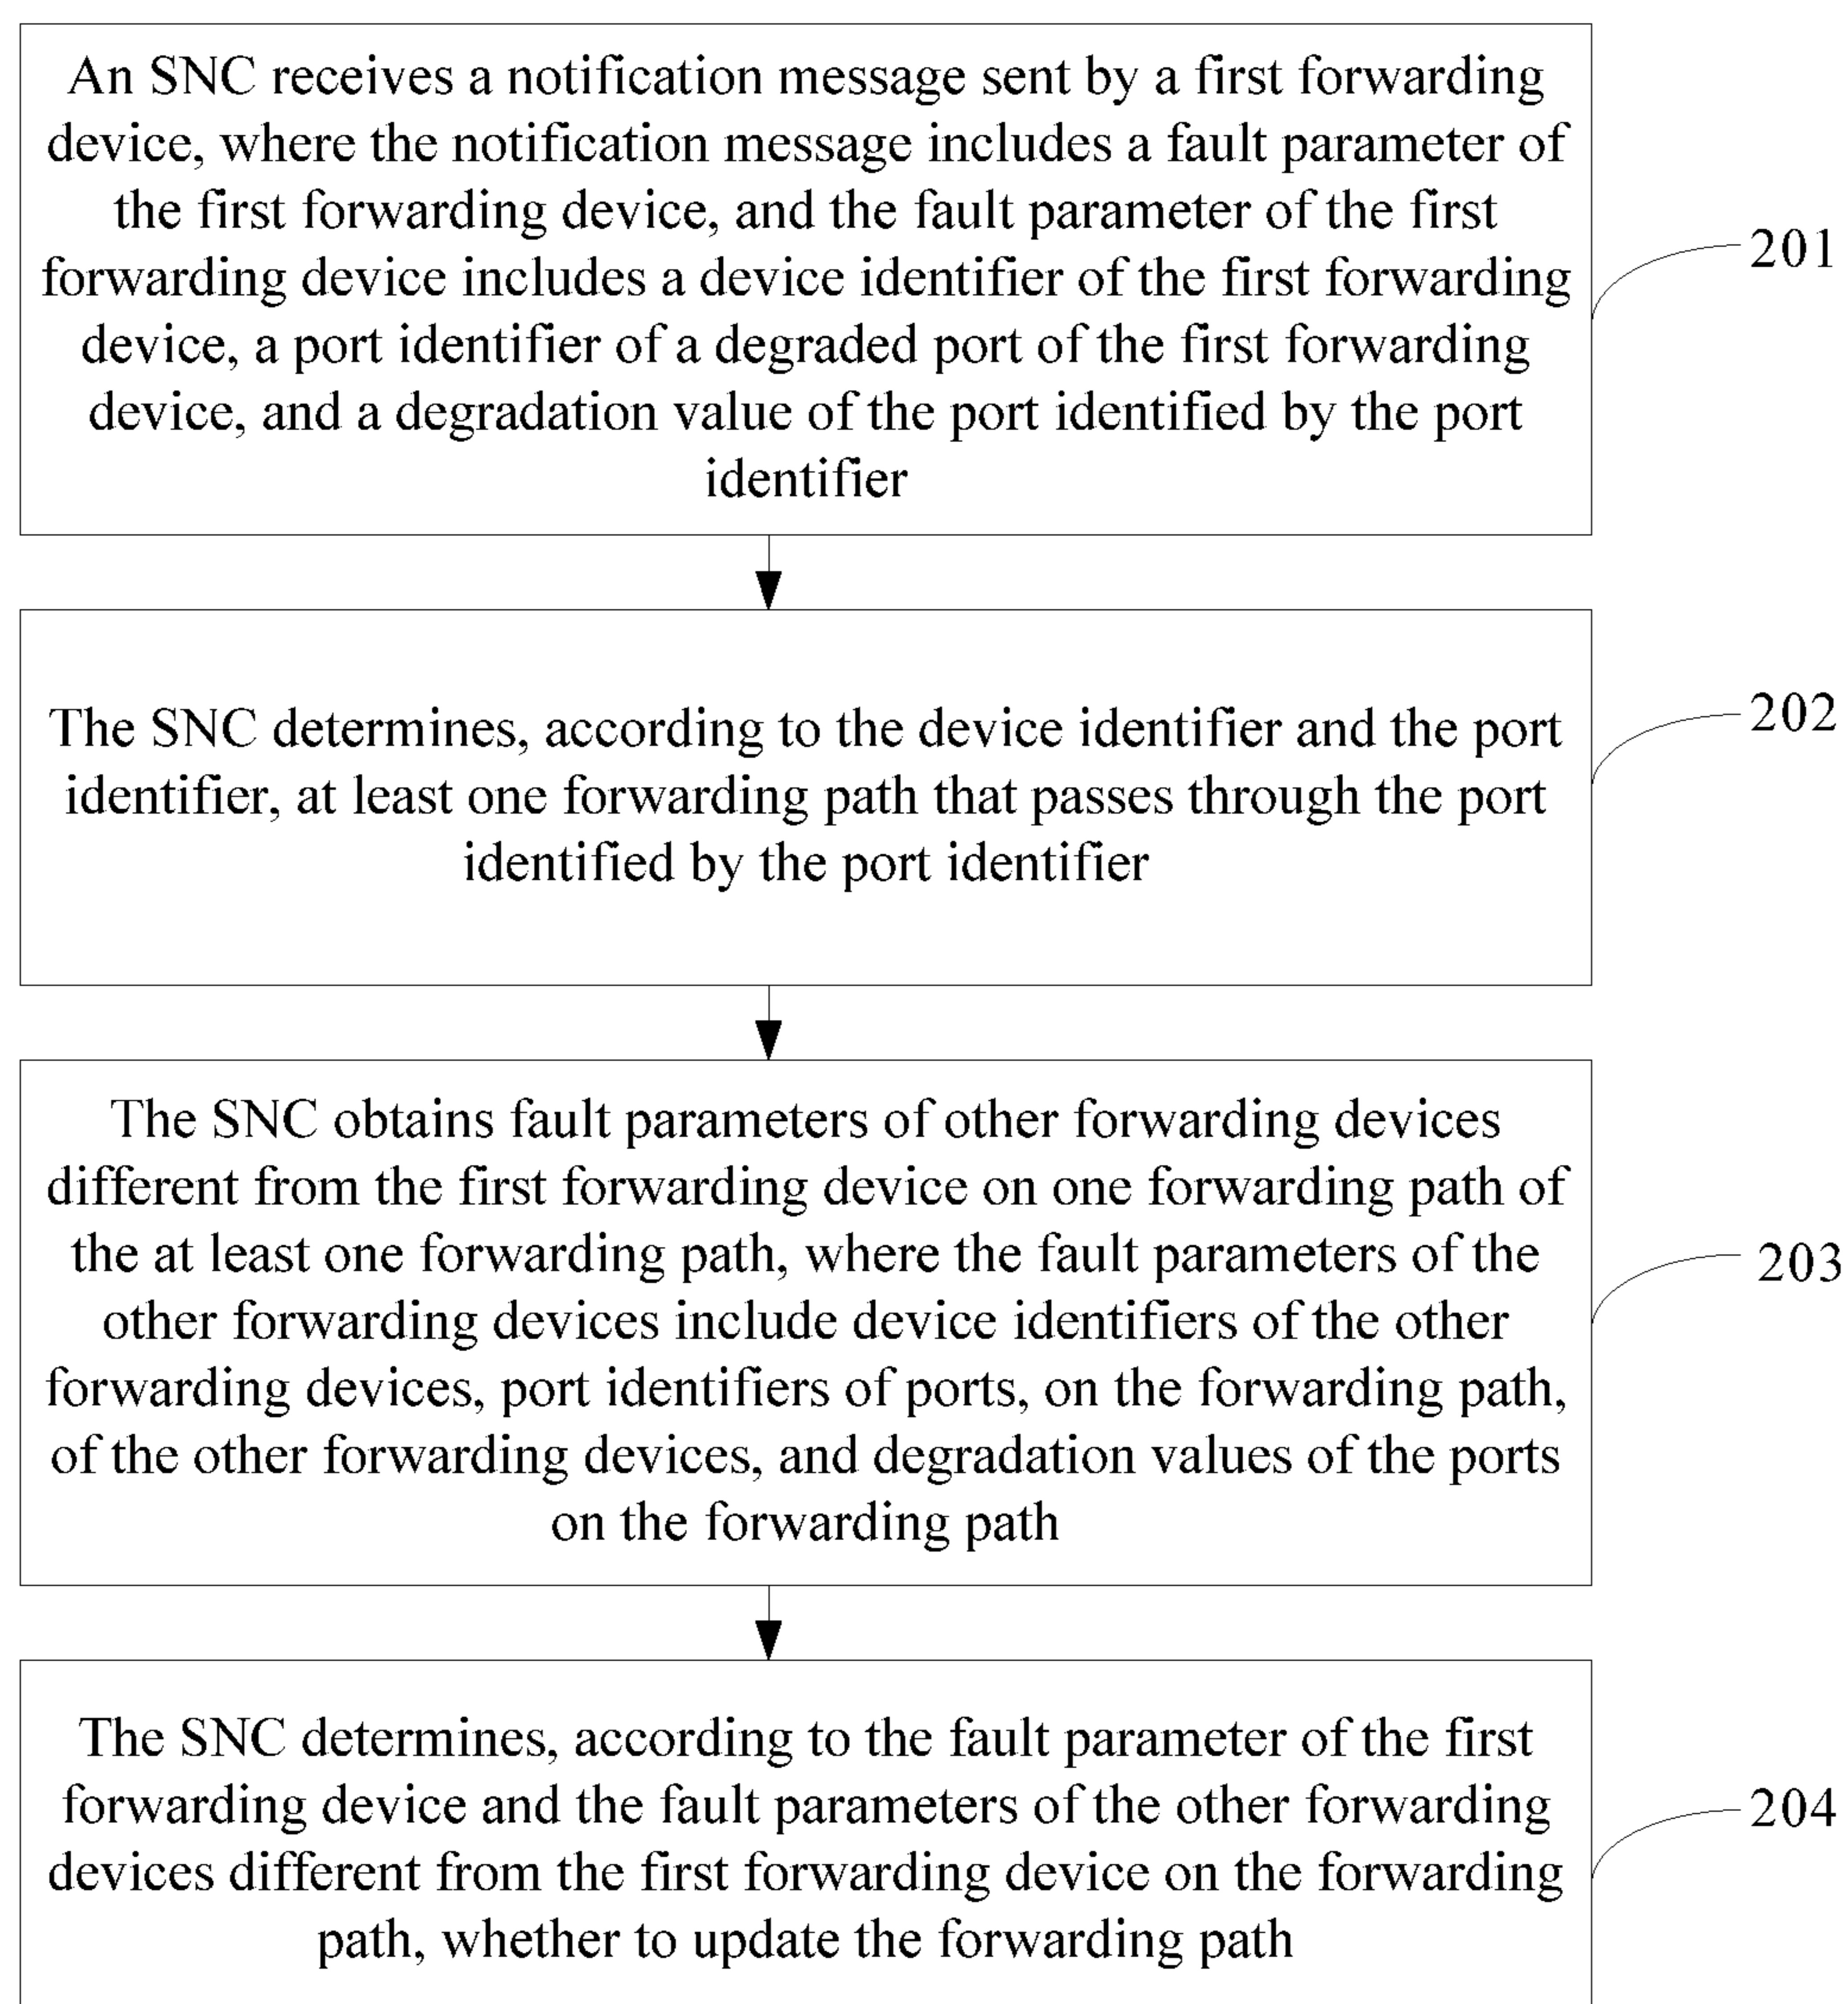 An SNC receives a notification message sent by a first forwarding
device, where the notification message includes a fault parameter of
the first forwarding device, and the fault parameter of the first
forwarding device includes a device identifier of the first forwarding
device, a port identifier of a degraded port of the first forwarding
device, and a degradation value of the port identified by the port
identifier
201
The SNC determines, according to the device identifier and the port
identifier, at least one forwarding path that passes through the port
identified by the port identifier
202
The SNC obtains fault parameters of other forwarding devices
different from the first forwarding device on one forwarding path of
the at least one forwarding path, where the fault parameters of the
other forwarding devices include device identifiers of the other
forwarding devices, port identifiers of ports, on the forwarding path,
of the other forwarding devices, and degradation values of the ports
on the forwarding path
203
The SNC determines, according to the fault parameter of the first
forwarding device and the fault parameters of the other forwarding
devices different from the first forwarding device on the forwarding
path, whether to update the forwarding path
204